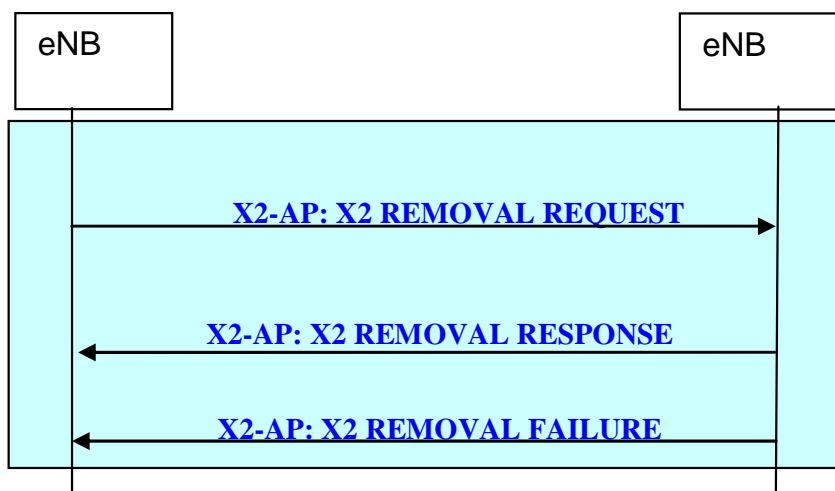 eNB
eNB
X2-AP: X2 REMOVAL REQUEST
X2-AP: X2 REMOVAL RESPONSE
X2-AP: X2 REMOVAL FAILURE